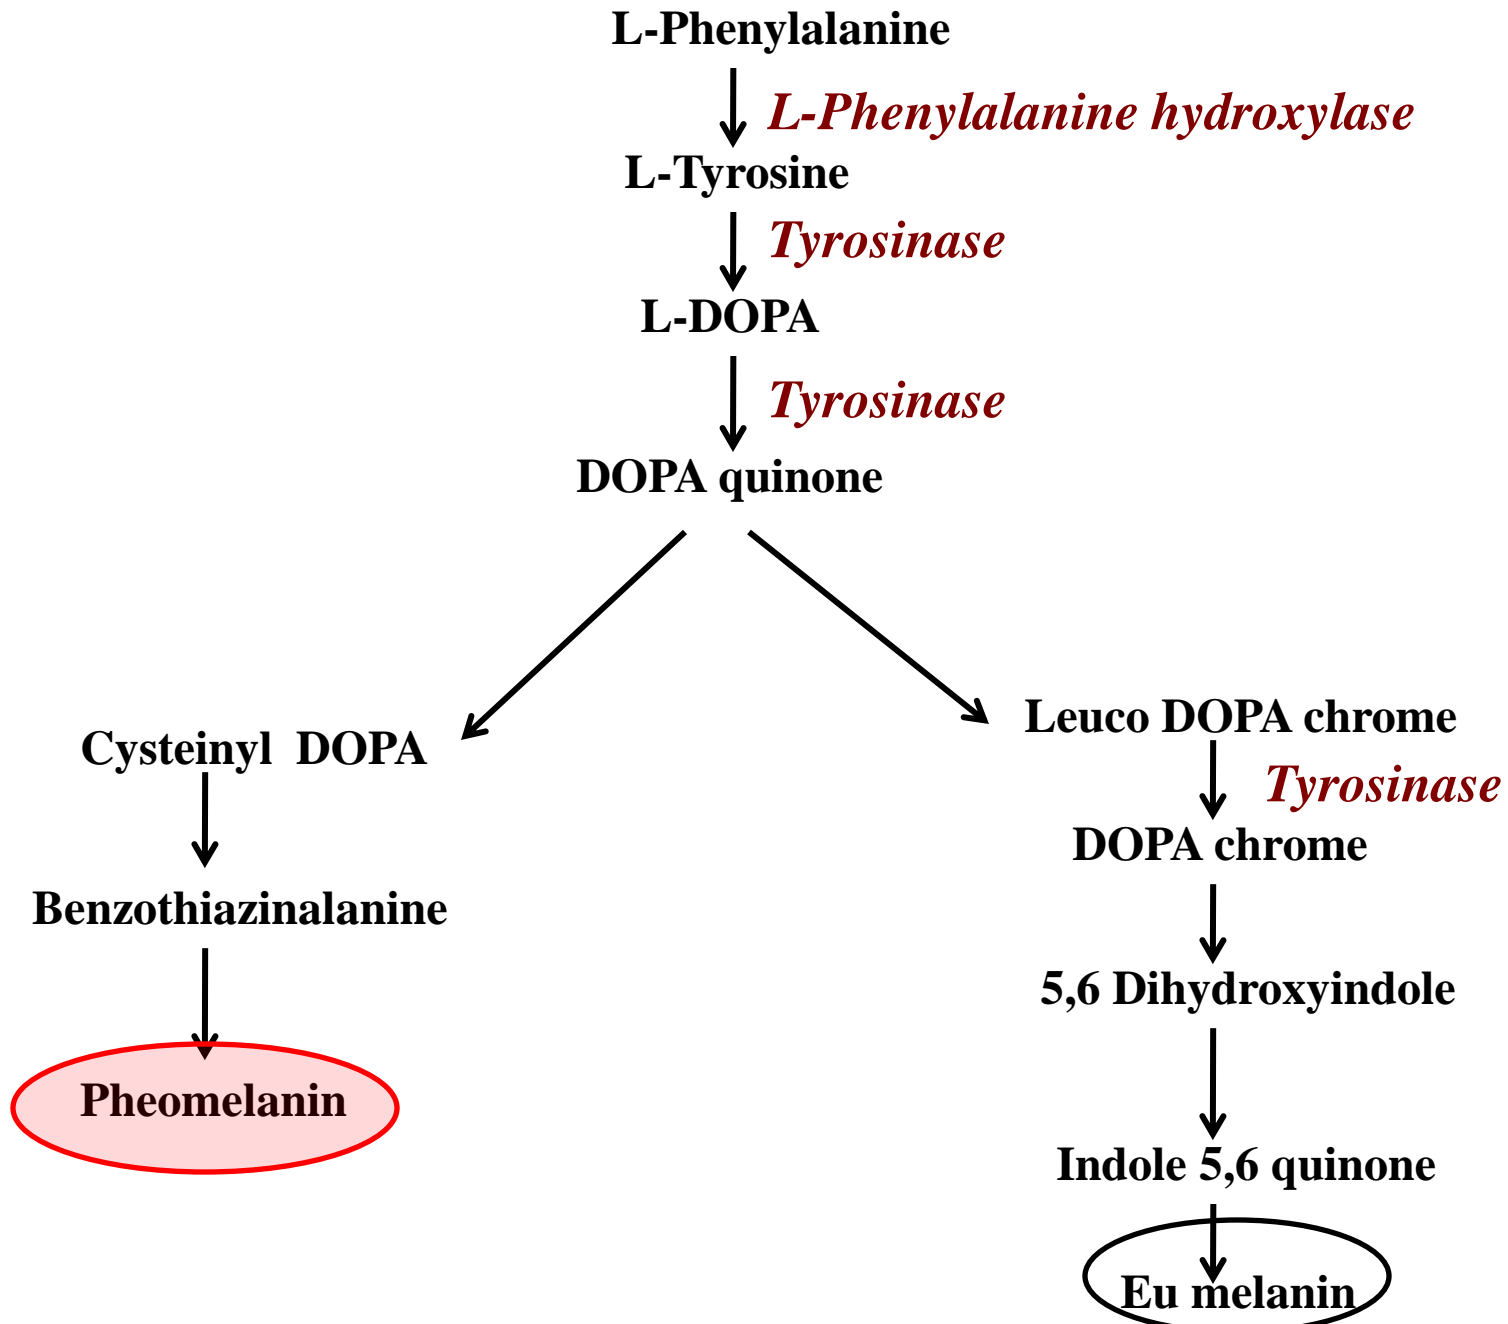 L-Phenylalanine
L-Phenylalanine hydroxylase
L-Tyrosine
Tyrosinase
L-DOPA
Tyrosinase
DOPA quinone
Cysteinyl DOPA
Benzothiazinalanine
Pheomelanin
Leuco DOPA chrome
Tyrosinase
DOPA chrome
5,6 Dihydroxyindole
Indole 5,6 quinone
Eu melanin